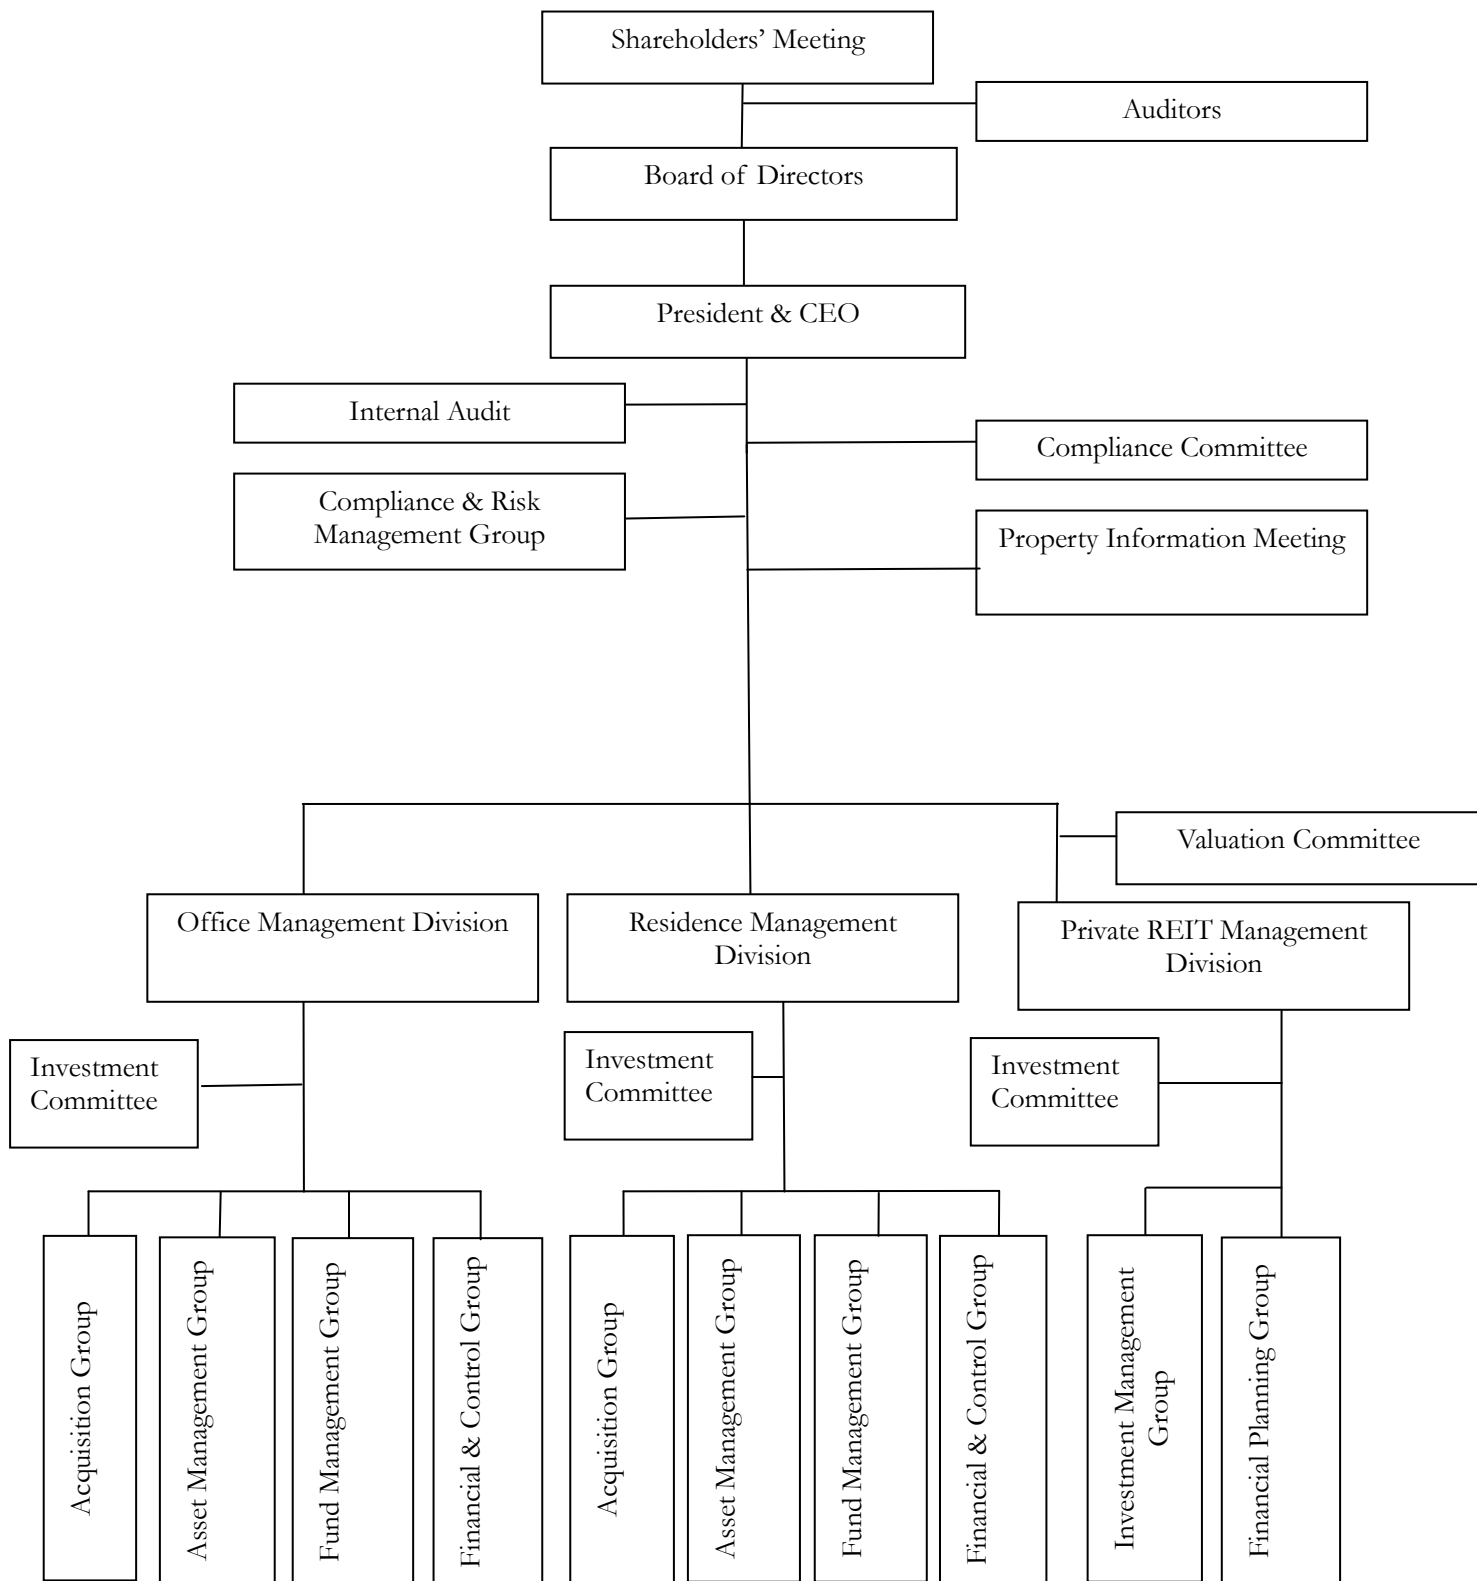 Shareholders’ Meeting
Auditors
Board of Directors
President & CEO
Internal Audit
Compliance Committee
Compliance & Risk
Management Group
Property Information Meeting
Valuation Committee
Office Management Division
Residence Management
Division
Private REIT Management
Division
Investment
Committee
Investment
Committee
Investment
Committee
Acquisition Group
Asset Management Group
Fund Management Group
Financial & Control Group
Acquisition Group
Asset Management Group
Fund Management Group
Financial & Control Group
Investment Management
Group
Financial Planning Group